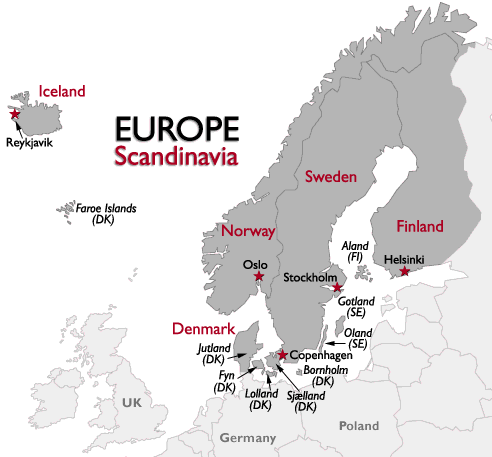 Iceland
Reykjavik
EUROPE
Scandinavia
Sweden
Faroe Islands
(DK)
Norway
Finland
Aland
(FI)
Oslo
Helsinki
Stockholm
Gotland
(SE)
Denmark
Oland
(SE)
Jutland
(DK)
Copenhagen
Fyn
(DK)
Bornholm
(DK)
Lolland
(DK)
Sjælland
(DK)
UK
Germany
Poland